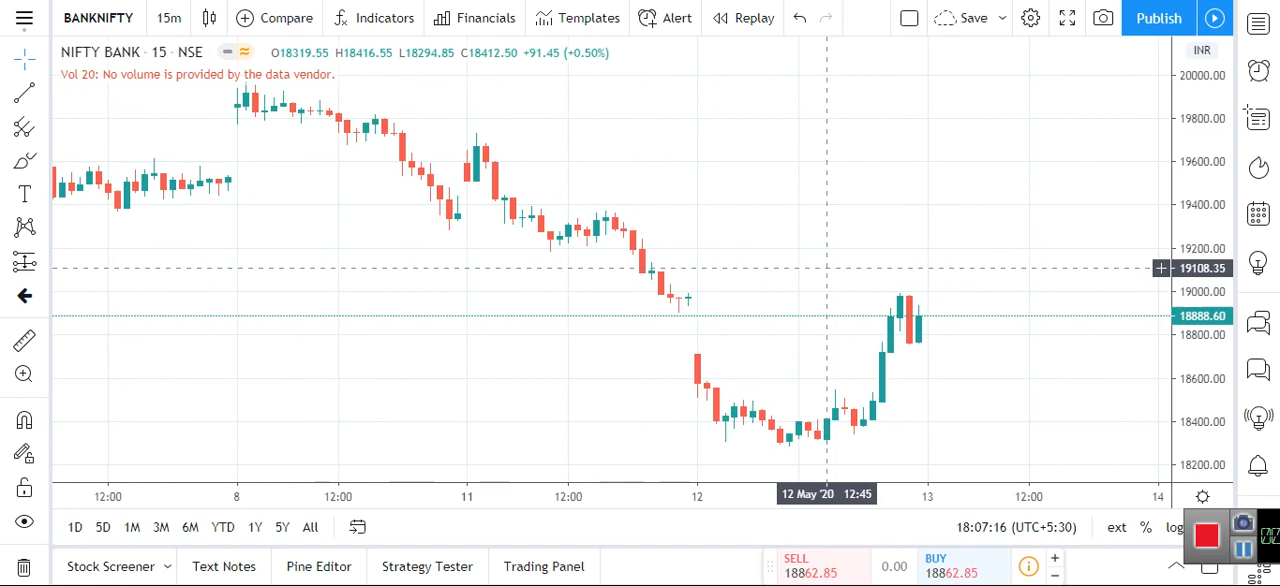 BANKNIFTY 15m Compare Indicators Financials Templates Alert Replay Save Publish
NIFTY BANK · 15 · NSE O18319.55 H18416.55 L18294.85 C18412.50 +91.45 (+0.50%)
INR
Vol 20: No volume is provided by the data vendor.
20000.00
19800.00
19600.00
19400.00
19200.00
19108.35
19000.00
18888.60
18800.00
18600.00
18400.00
18200.00
12:00 8 12:00 11 12:00 12 12 May '20 12:45 13 12:00 14
1D 5D 1M 3M 6M YTD 1Y 5Y All 18:07:16 (UTC+5:30) ext % log
Stock Screener Text Notes Pine Editor Strategy Tester Trading Panel
SELL
18862.85
0.00
BUY
18862.85